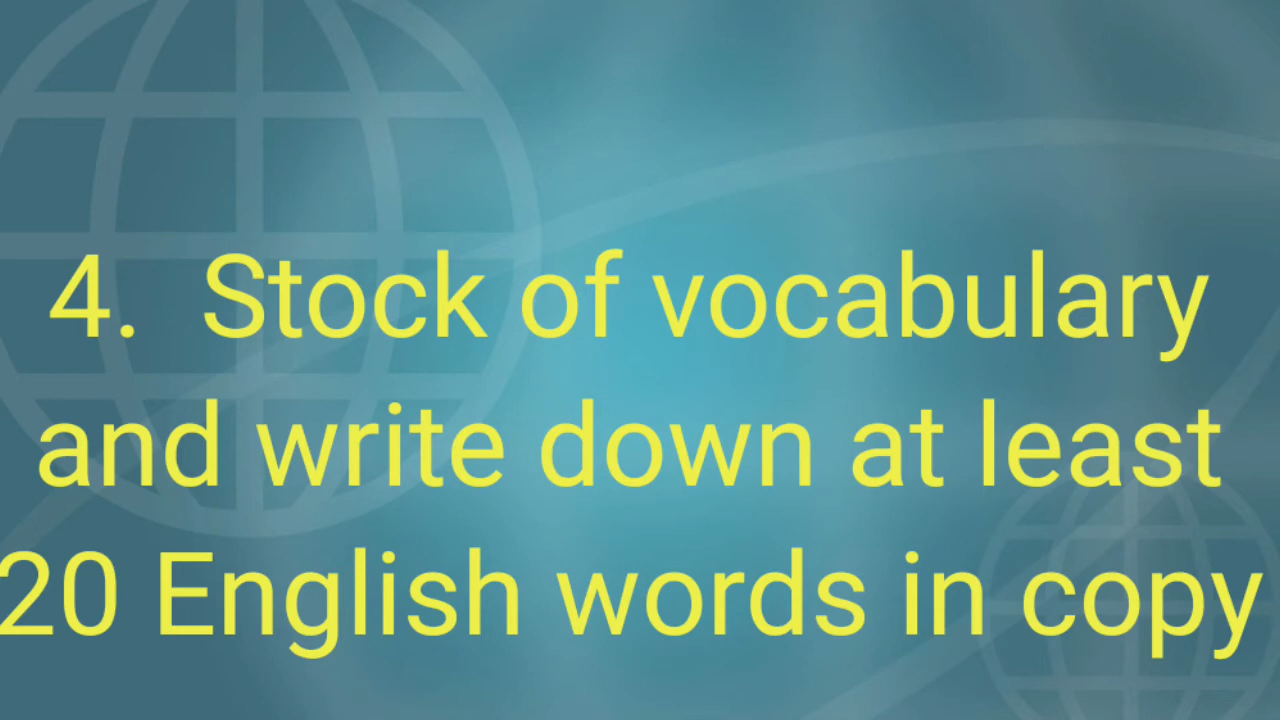 4. Stock of vocabulary
and write down at least
20 English words in copy